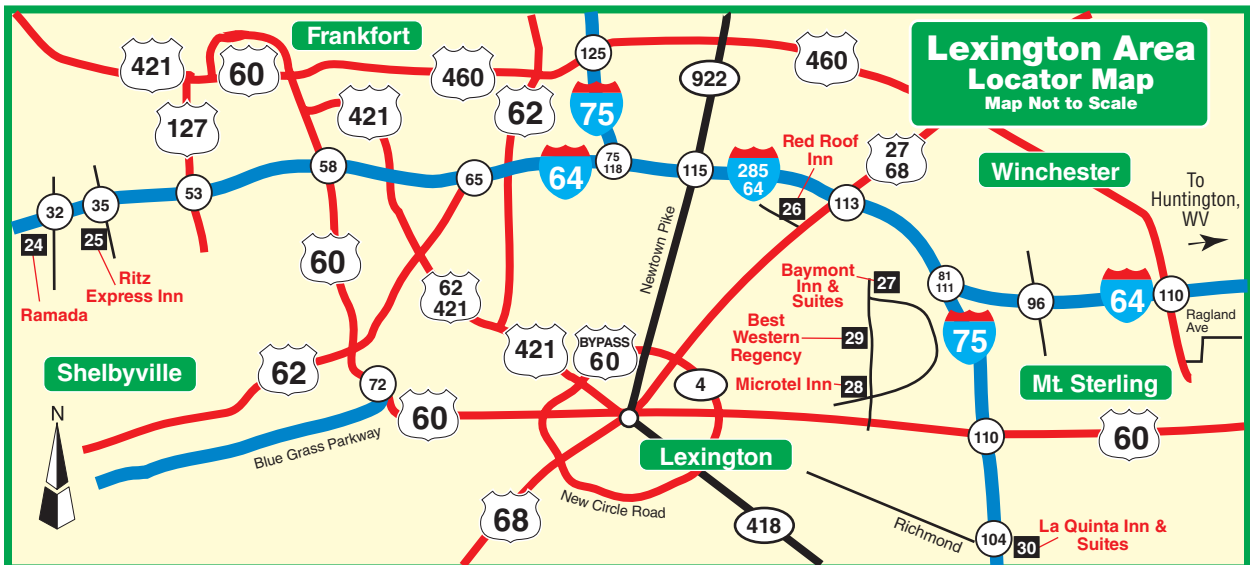 Lexington Area
Locator Map
Map Not to Scale
Frankfort
421
60
460
125
75
922
460
127
421
62
27
68
Red Roof
Inn
26
Winchester
To
Huntington,
WV
58
65
64
75
118
115
285
64
113
53
32
35
24
25
Ramada
Ritz
Express Inn
60
62
421
Newtown Pike
Baymont
Inn &
Suites
27
81
111
96
64
110
Ragland
Ave
Best
Western
Regency
29
75
Microtel Inn
28
Mt. Sterling
Shelbyville
62
72
421
BYPASS
60
4
N
60
Blue Grass Parkway
Lexington
110
60
68
New Circle Road
418
Richmond
104
30
La Quinta Inn &
Suites